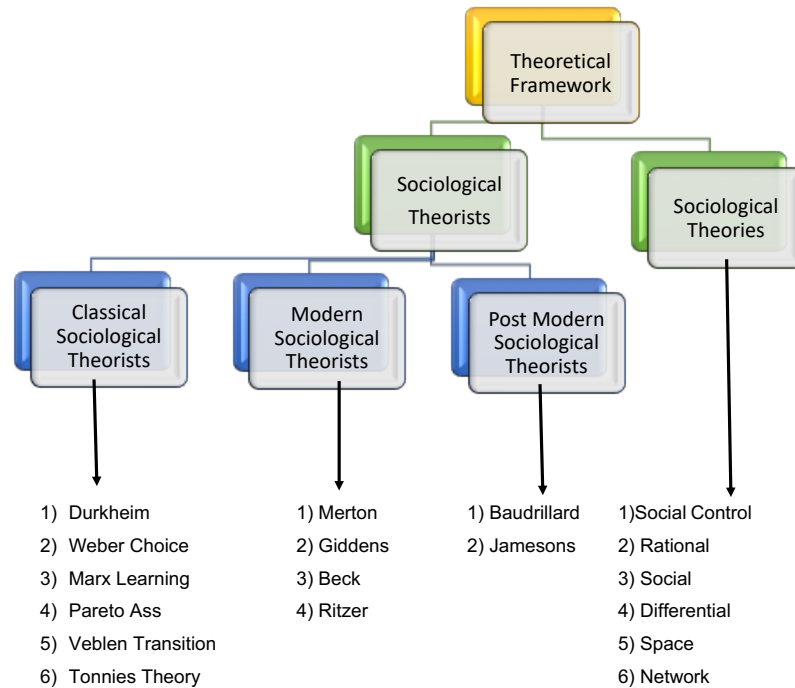 Theoretical
Framework
Sociological
Theorists
Sociological
Theories
Classical
Sociological
Theorists
Modern
Sociological
Theorists
Post Modern
Sociological
Theorists
1) Durkheim
2) Weber Choice
3) Marx Learning
4) Pareto Ass
5) Veblen Transition
6) Tonnies Theory
1) Merton
2) Giddens
3) Beck
4) Ritzer
1) Baudrillard
2) Jamesons
1)Social Control
2) Rational
3) Social
4) Differential
5) Space
6) Network